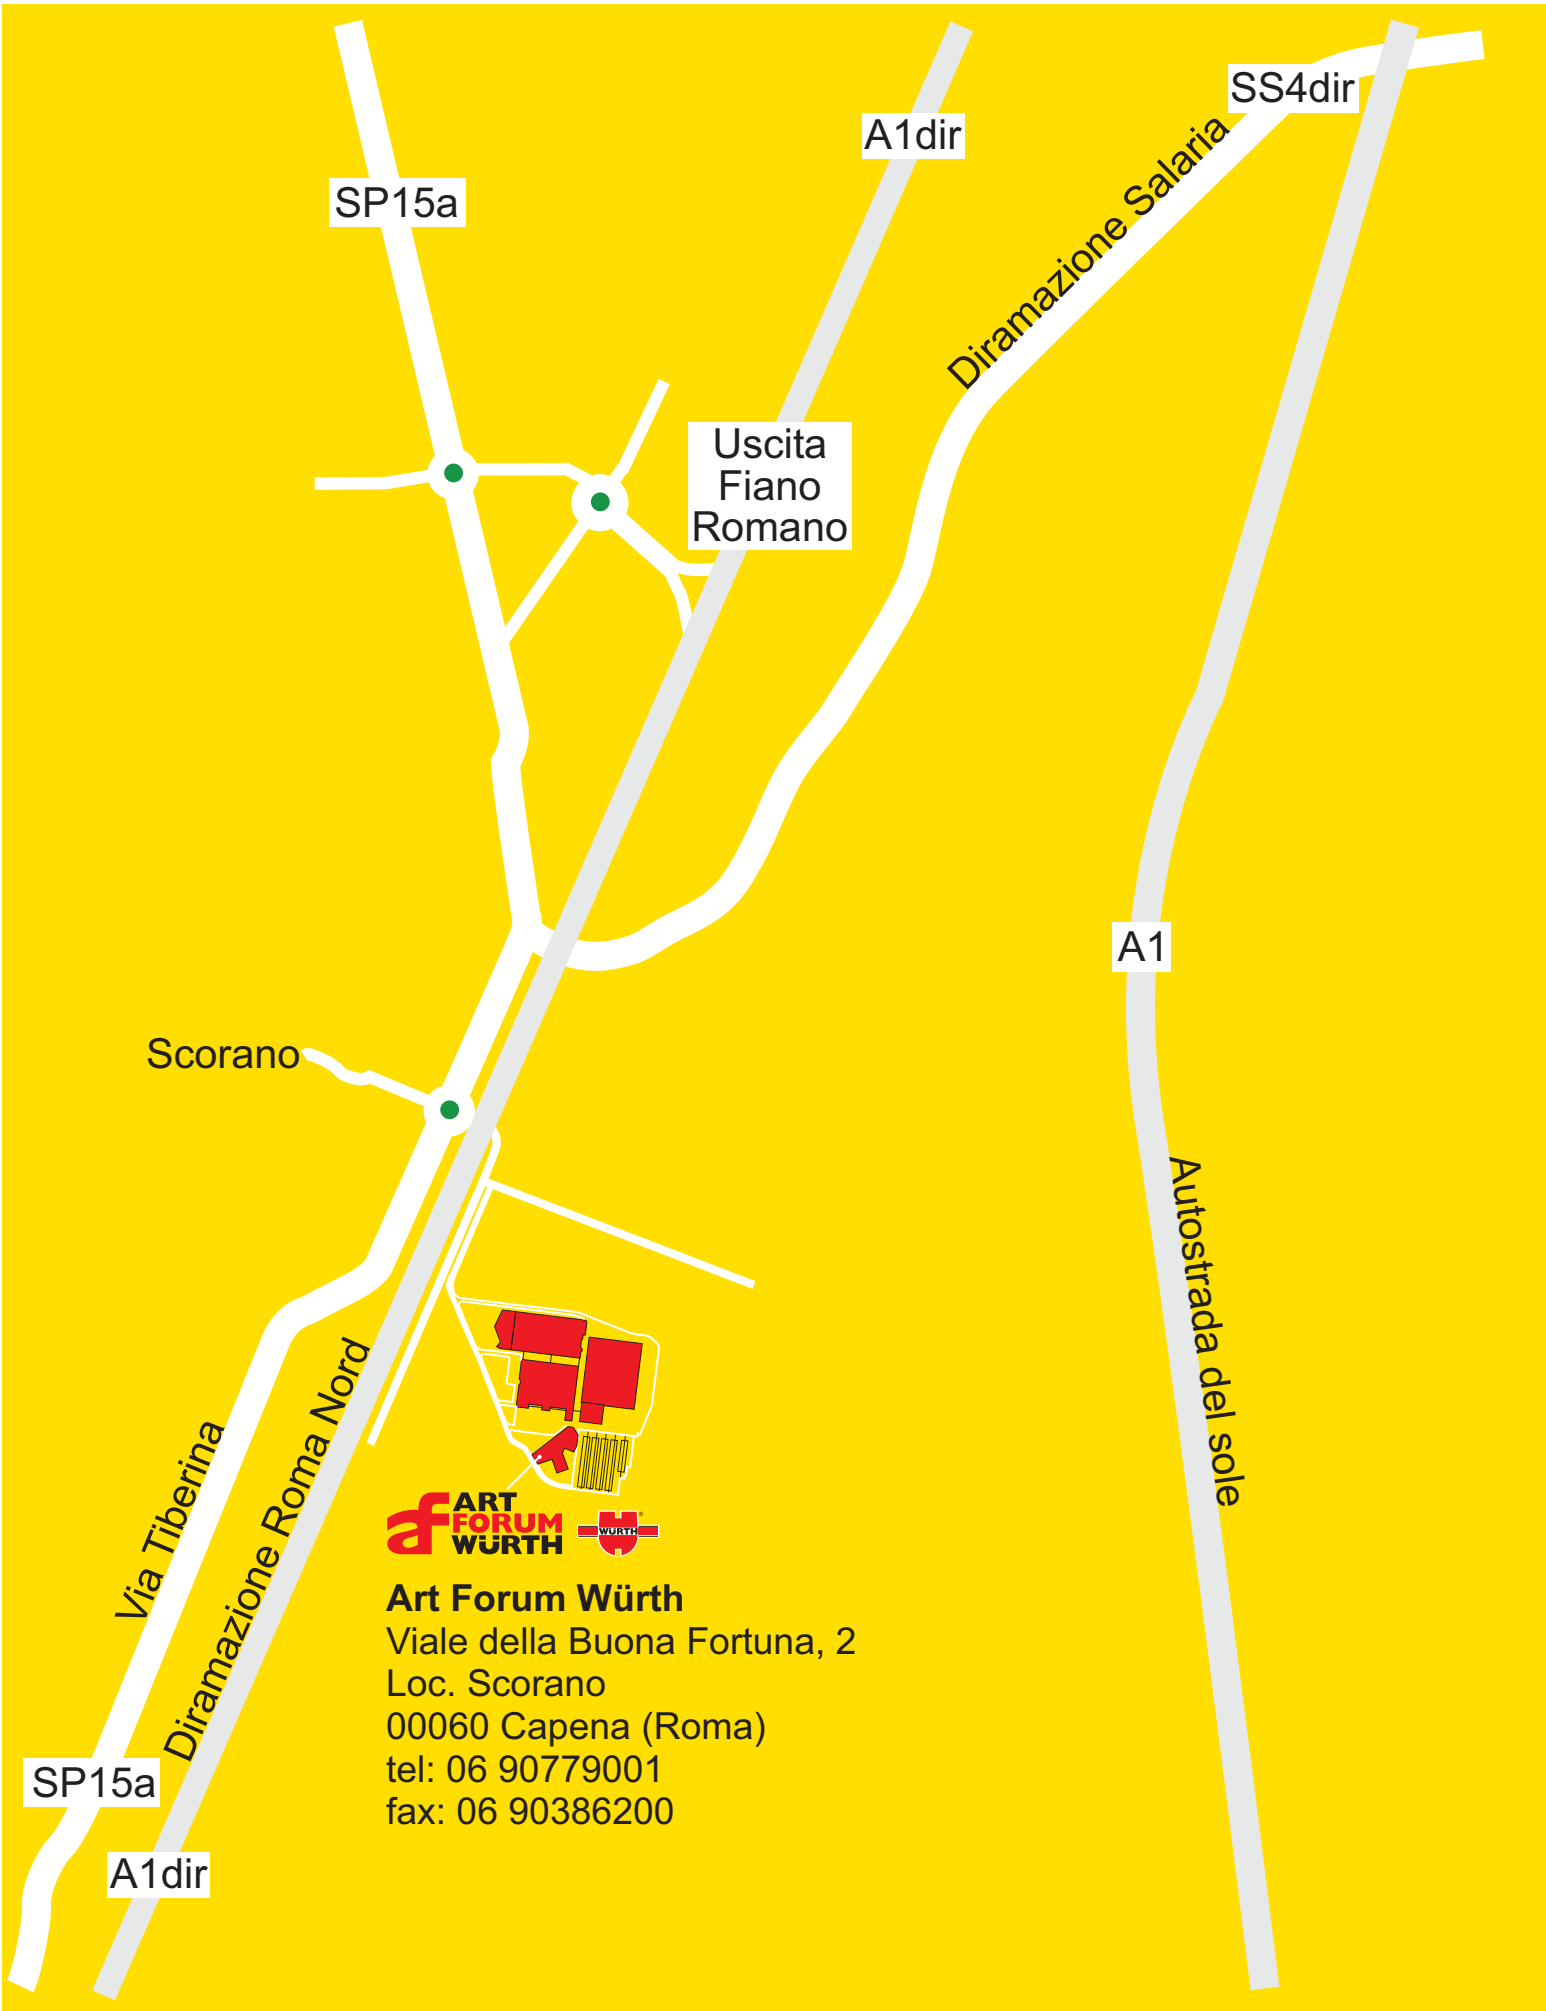 SS4dir
A1dir
SP15a
Diramazione Salaria
Uscita
Fiano
Romano
A1
Scorano
Autostrada del sole
Via Tiberina
Diramazione Roma Nord
af ART
FORUM
WÜRTH
WÜRTH
Art Forum Würth
Viale della Buona Fortuna, 2
Loc. Scorano
00060 Capena (Roma)
tel: 06 90779001
fax: 06 90386200
SP15a
A1dir